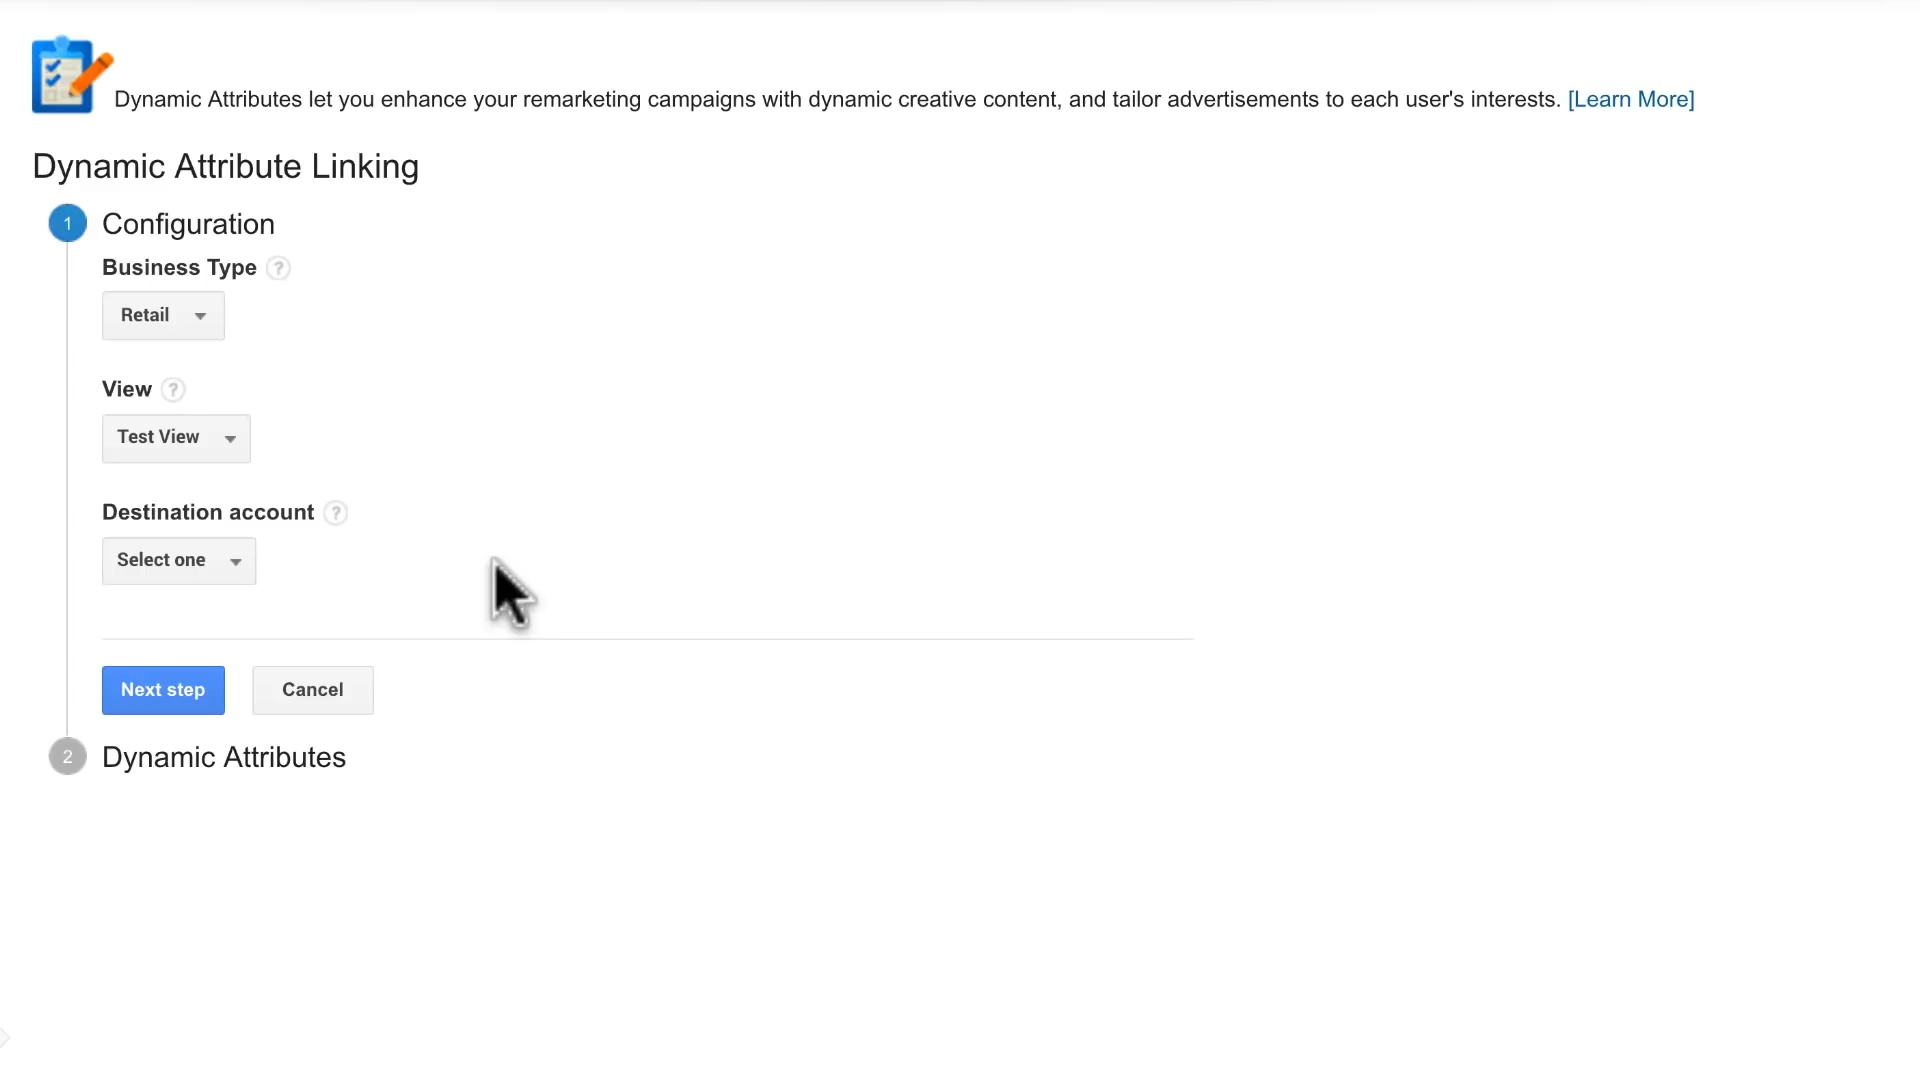 Dynamic Attributes let you enhance your remarketing campaigns with dynamic creative content, and tailor advertisements to each user's interests. [Learn More]
Dynamic Attribute Linking
1 Configuration
Business Type ?
Retail
View ?
Test View
Destination account ?
Select one
Next step Cancel
2 Dynamic Attributes